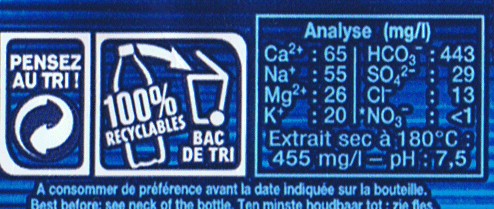 PENSEZ
AU TRI !
100%
RECYCLABLES
BAC
DE TRI
Analyse (mg/l)
Ca²⁺ : 65 HCO₃⁻ : 443
Na⁺ : 55 SO₄²⁻ : 29
Mg²⁺ : 26 Cl⁻ : 13
K⁺ : 20 *NO₃⁻ : <1
Extrait sec à 180°C :
455 mg/l – pH : 7,5
A consommer de préférence avant la date indiquée sur la bouteille.
Best before: see neck of the bottle. Ten minste houdbaar tot : zie fles